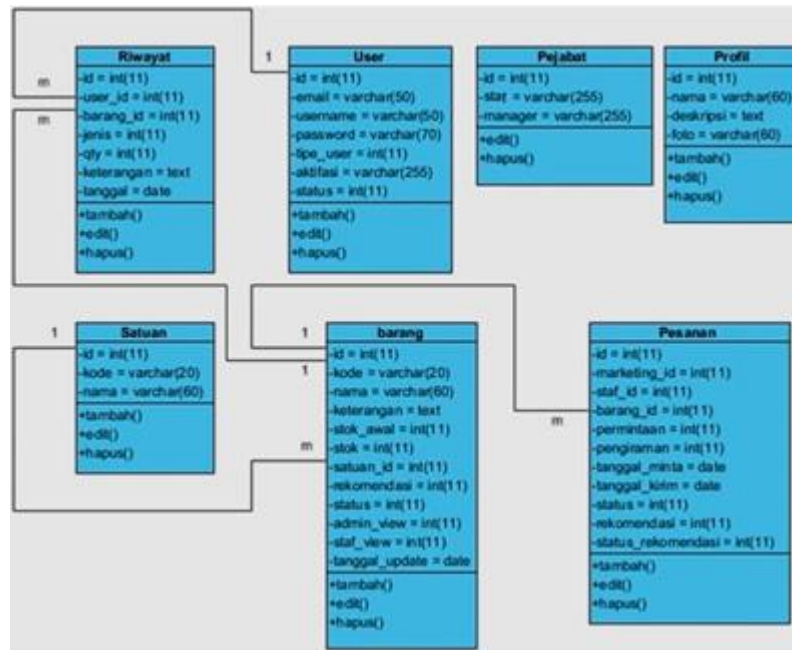 Riwayat
-id = int(11)
-user_id = int(11)
-barang_id = int(11)
-jenis = int(11)
-qty = int(11)
-keterangan = text
-tanggal = date
+tambah()
+edit()
+hapus()
m
m
1
User
-id = int(11)
-email = varchar(50)
-username = varchar(50)
-password = varchar(70)
-tipe_user = int(11)
-aktifasi = varchar(255)
-status = int(11)
+tambah()
+edit()
+hapus()
Pejabat
-id = int(11)
-staf = varchar(255)
-manager = varchar(255)
+edit()
+hapus()
Profil
-id = int(11)
-nama = varchar(60)
-deskripsi = text
-foto = varchar(60)
+tambah()
+edit()
+hapus()
1
Satuan
-id = int(11)
-kode = varchar(20)
-nama = varchar(60)
+tambah()
+edit()
+hapus()
1
1
m
barang
-id = int(11)
-kode = varchar(20)
-nama = varchar(60)
-keterangan = text
-stok_awal = int(11)
-stok = int(11)
-satuan_id = int(11)
-rekomendasi = int(11)
-status = int(11)
-admin_view = int(11)
-staf_view = int(11)
-tanggal_update = date
+tambah()
+edit()
+hapus()
m
Pesanan
-id = int(11)
-marketing_id = int(11)
-staf_id = int(11)
-barang_id = int(11)
-permintaan = int(11)
-pengiraman = int(11)
-tanggal_minta = date
-tanggal_kirim = date
-status = int(11)
-rekomendasi = int(11)
-status_rekomendasi = int(11)
+tambah()
+edit()
+hapus()